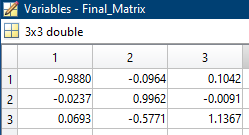 Variables - Final_Matrix
3x3 double
1 2 3
1 -0.9880 -0.0964 0.1042
2 -0.0237 0.9962 -0.0091
3 0.0693 -0.5771 1.1367